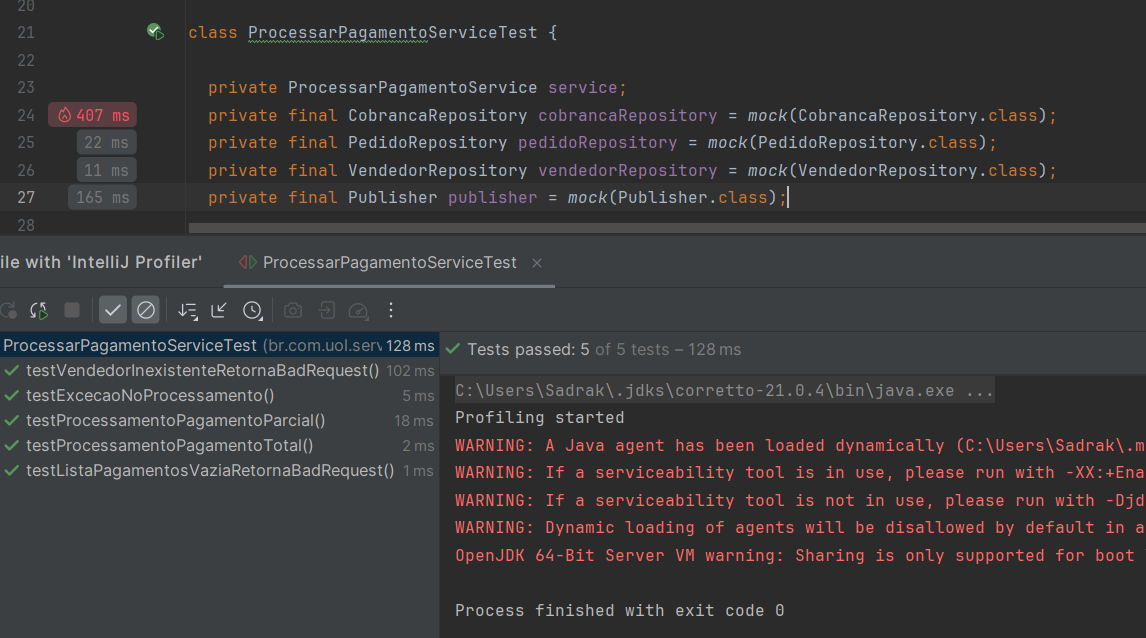 20
21 class ProcessarPagamentoServiceTest {
22
23 private ProcessarPagamentoService service;
24 407 ms private final CobrancaRepository cobrancaRepository = mock(CobrancaRepository.class);
25 22 ms private final PedidoRepository pedidoRepository = mock(PedidoRepository.class);
26 11 ms private final VendedorRepository vendedorRepository = mock(VendedorRepository.class);
27 165 ms private final Publisher publisher = mock(Publisher.class);
28
ile with 'IntelliJ Profiler' ProcessarPagamentoServiceTest
ProcessarPagamentoServiceTest (br.com.uol.serv 128 ms
testVendedorInexistenteRetornaBadRequest() 102 ms
testExcecaoNoProcessamento() 5 ms
testProcessamentoPagamentoParcial() 18 ms
testProcessamentoPagamentoTotal() 2 ms
testListaPagamentosVaziaRetornaBadRequest() 1 ms
Tests passed: 5 of 5 tests – 128 ms
C:\Users\Sadrak\.jdks\corretto-21.0.4\bin\java.exe ...
Profiling started
WARNING: A Java agent has been loaded dynamically (C:\Users\Sadrak\.m
WARNING: If a serviceability tool is in use, please run with -XX:+Ena
WARNING: If a serviceability tool is not in use, please run with -Djd
WARNING: Dynamic loading of agents will be disallowed by default in a
OpenJDK 64-Bit Server VM warning: Sharing is only supported for boot
Process finished with exit code 0